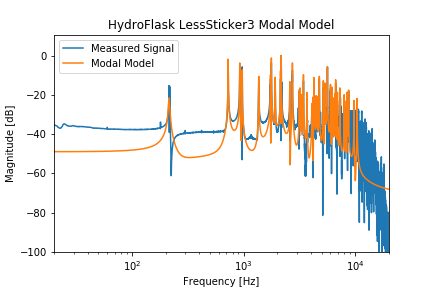 HydroFlask LessSticker3 Modal Model
Measured Signal
Modal Model
Magnitude [dB]
0
−20
−40
−60
−80
−100
10²
10³
10⁴
Frequency [Hz]